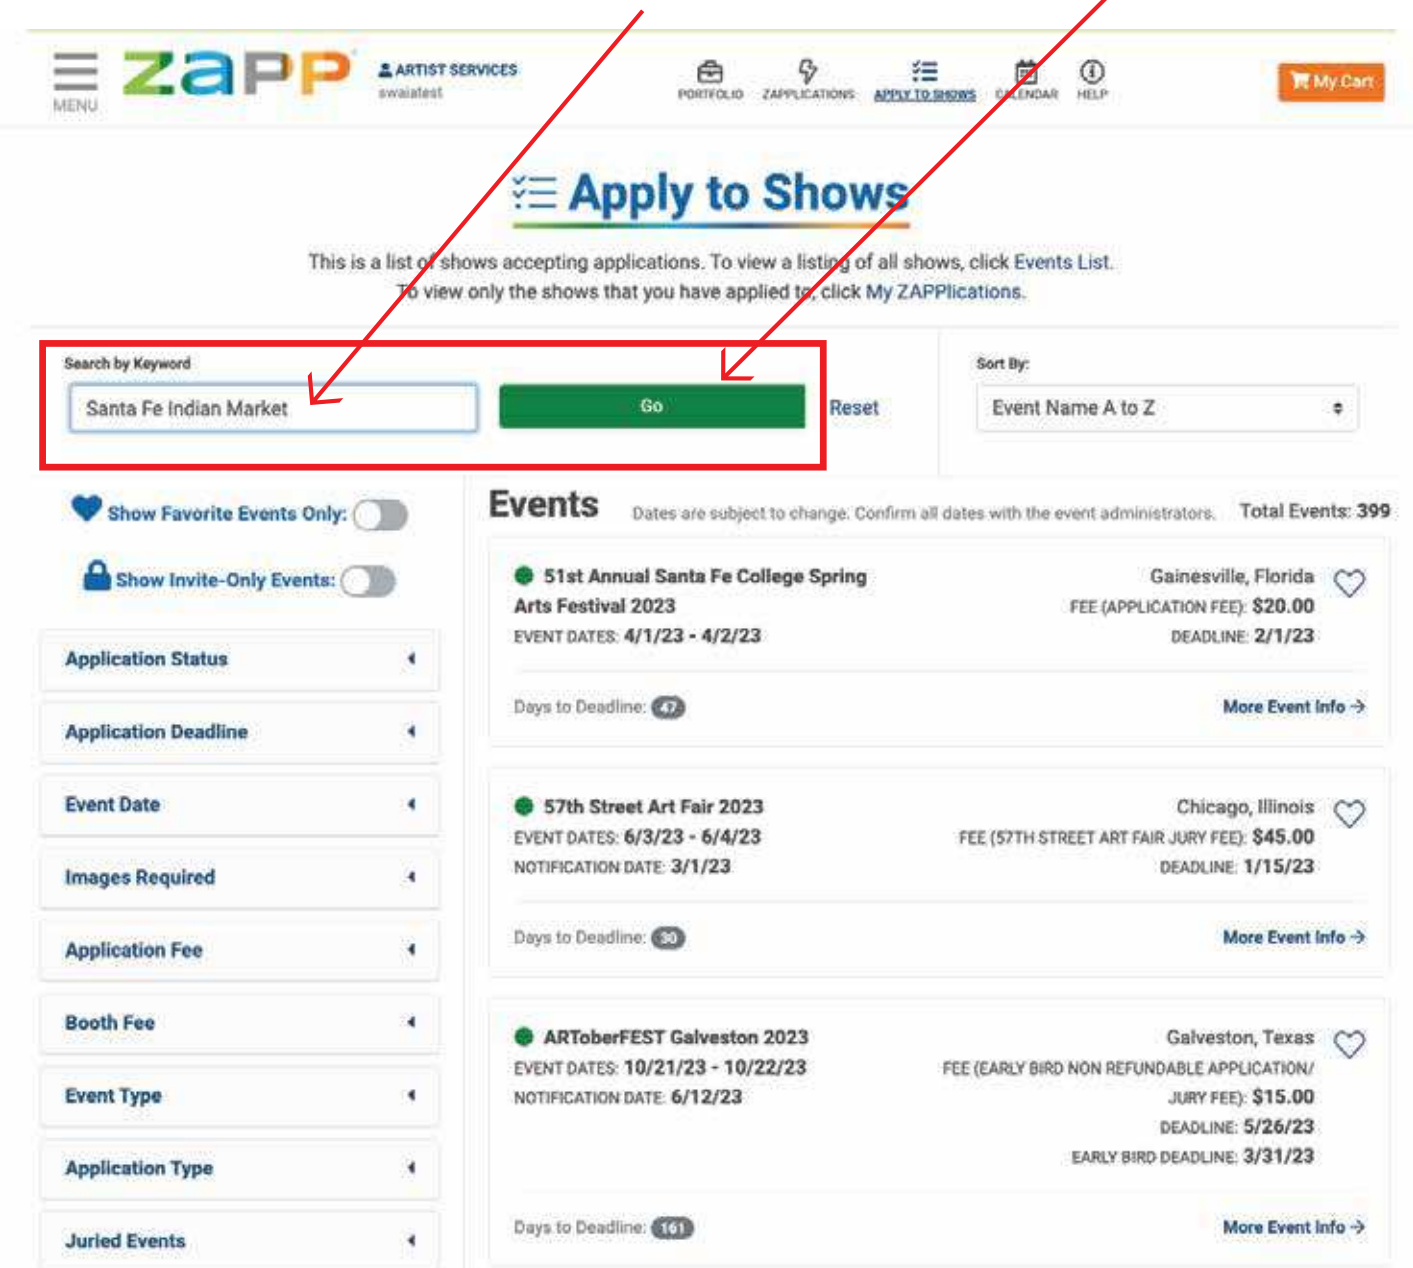 MENU
zapp
ARTIST SERVICES
swaiatest
PORTFOLIO
ZAPPLICATIONS
APPLY TO SHOWS
CALENDAR
HELP
My Cart
Apply to Shows
This is a list of shows accepting applications. To view a listing of all shows, click Events List.
To view only the shows that you have applied to, click My ZAPPlications.
Search by Keyword
Santa Fe Indian Market
Go
Reset
Sort By:
Event Name A to Z
Show Favorite Events Only:
Show Invite-Only Events:
Application Status
Application Deadline
Event Date
Images Required
Application Fee
Booth Fee
Event Type
Application Type
Juried Events
Events
Dates are subject to change. Confirm all dates with the event administrators.
Total Events: 399
51st Annual Santa Fe College Spring
Arts Festival 2023
EVENT DATES: 4/1/23 - 4/2/23
Gainesville, Florida
FEE (APPLICATION FEE): $20.00
DEADLINE: 2/1/23
Days to Deadline: 47
More Event Info →
57th Street Art Fair 2023
EVENT DATES: 6/3/23 - 6/4/23
NOTIFICATION DATE: 3/1/23
Chicago, Illinois
FEE (57TH STREET ART FAIR JURY FEE): $45.00
DEADLINE: 1/15/23
Days to Deadline: 30
More Event Info →
ARToberFEST Galveston 2023
EVENT DATES: 10/21/23 - 10/22/23
NOTIFICATION DATE: 6/12/23
Galveston, Texas
FEE (EARLY BIRD NON REFUNDABLE APPLICATION/
JURY FEE): $15.00
DEADLINE: 5/26/23
EARLY BIRD DEADLINE: 3/31/23
Days to Deadline: 161
More Event Info →